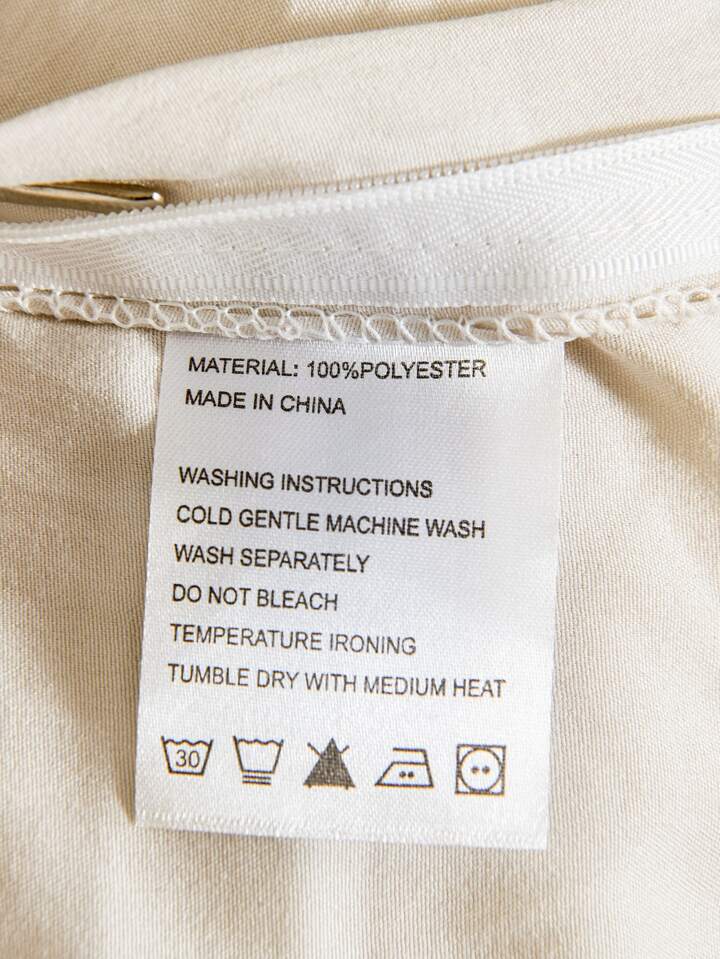 MATERIAL: 100%POLYESTER
MADE IN CHINA
WASHING INSTRUCTIONS
COLD GENTLE MACHINE WASH
WASH SEPARATELY
DO NOT BLEACH
TEMPERATURE IRONING
TUMBLE DRY WITH MEDIUM HEAT
30